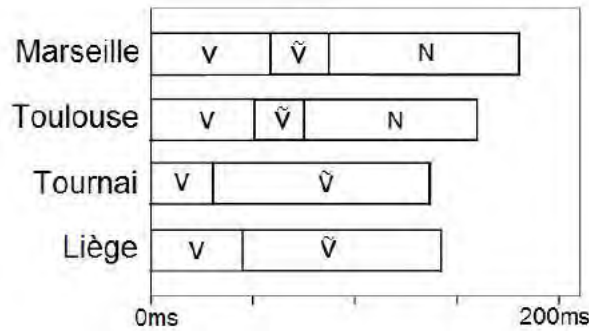 Marseille V Ṽ N
Toulouse V Ṽ N
Tournai V Ṽ
Liège V Ṽ
0ms 200ms